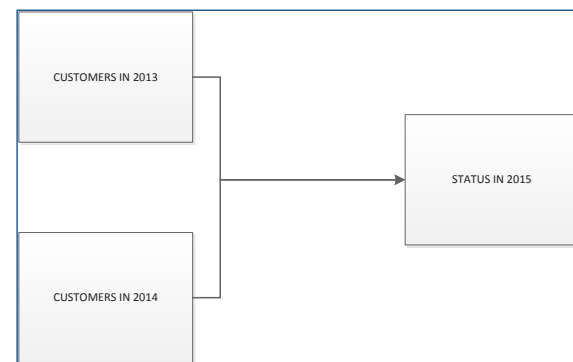 CUSTOMERS IN 2013
STATUS IN 2015
CUSTOMERS IN 2014